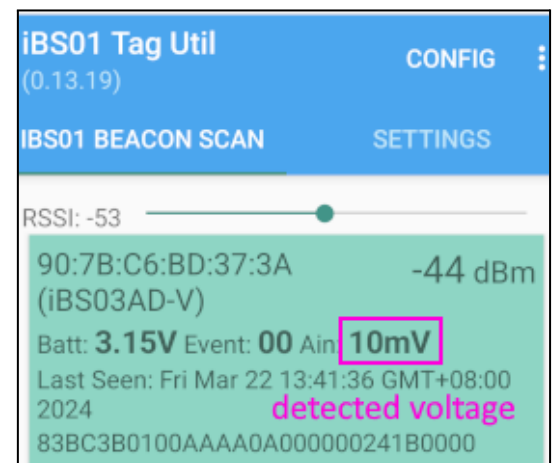 iBS01 Tag Util
CONFIG
(0.13.19)
IBS01 BEACON SCAN
SETTINGS
RSSI: -53
90:7B:C6:BD:37:3A
-44 dBm
(iBS03AD-V)
Batt: 3.15V Event: 00 Ain: 10mV
Last Seen: Fri Mar 22 13:41:36 GMT+08:00
2024
detected voltage
83BC3B0100AAAA0A000000241B0000